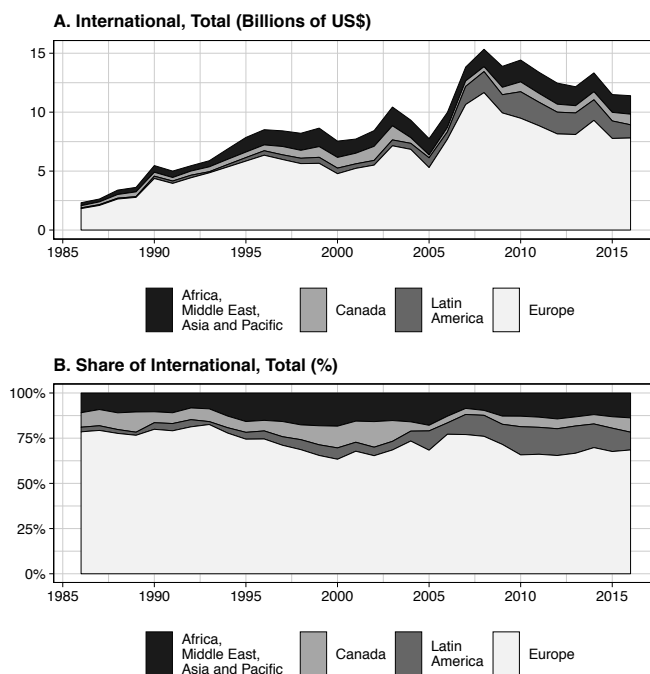 A. International, Total (Billions of US$)
15
10
5
0
1985 1990 1995 2000 2005 2010 2015
Africa,
Middle East,
Asia and Pacific
Canada
Latin
America
Europe
B. Share of International, Total (%)
100%
75%
50%
25%
0%
1985 1990 1995 2000 2005 2010 2015
Africa,
Middle East,
Asia and Pacific
Canada
Latin
America
Europe